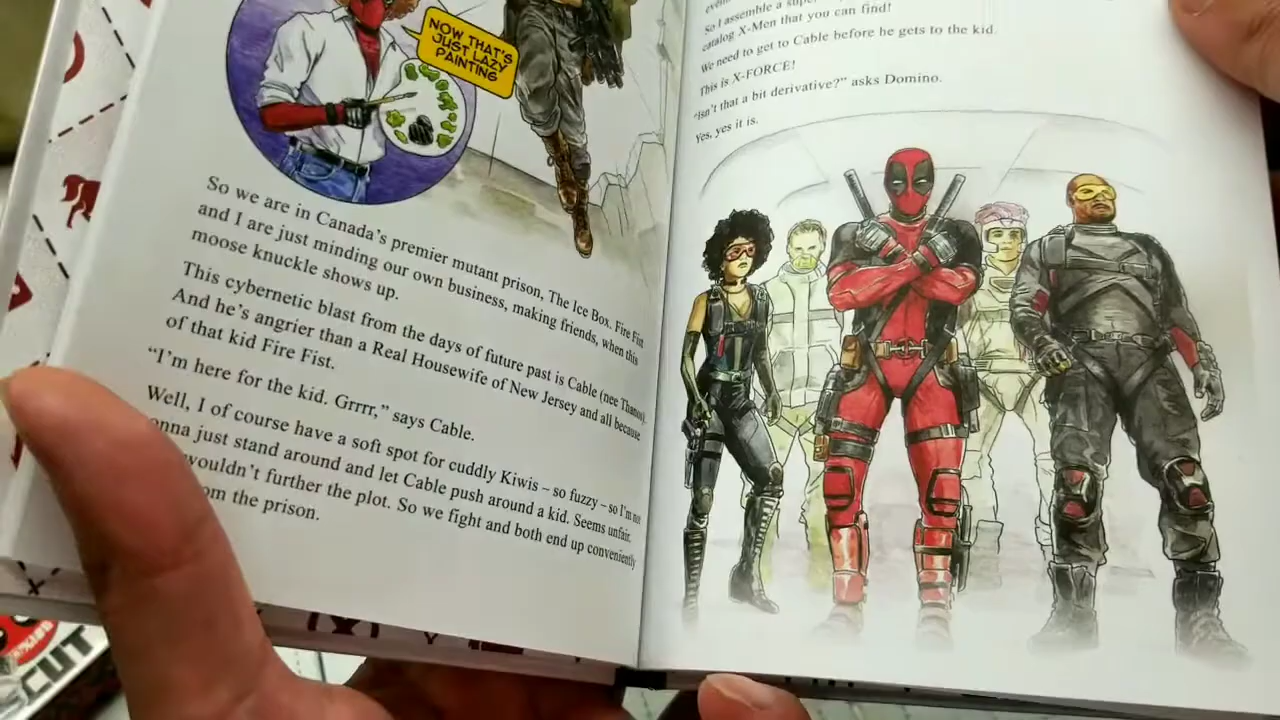 NOW THAT'S
JUST LAZY
PAINTING
So we are in Canada's premier mutant prison, The Ice Box. Fire Fist
and I are just minding our own business, making friends, when this
moose knuckle shows up.
This cybernetic blast from the days of future past is Cable (nee Thanos).
And he's angrier than a Real Housewife of New Jersey and all because
of that kid Fire Fist.
"I'm here for the kid. Grrrr," says Cable.
Well, I of course have a soft spot for cuddly Kiwis – so fuzzy – so I'm not
onna just stand around and let Cable push around a kid. Seems unfair.
wouldn't further the plot. So we fight and both end up conveniently
om the prison.
So I assemble a
catalog X-Men that you can find!
We need to get to Cable before he gets to the kid.
This is X-FORCE!
"Isn't that a bit derivative?" asks Domino.
Yes, yes it is.
CUT